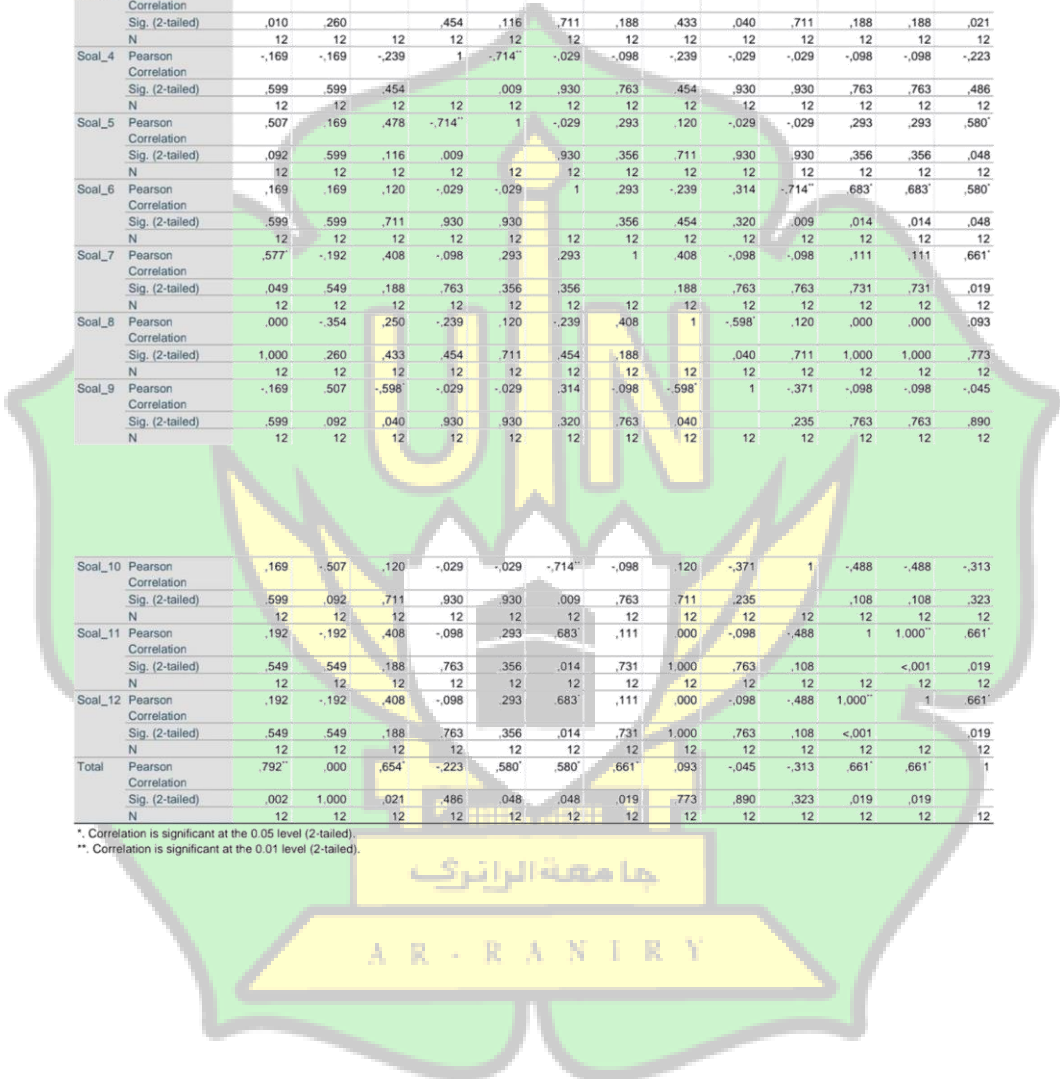 Correlation
Sig. (2-tailed) ,010 ,260 ,454 ,116 ,711 ,188 ,433 ,040 ,711 ,188 ,188 ,021
N 12 12 12 12 12 12 12 12 12 12 12 12 12
Soal_4 Pearson -,169 -,169 -,239 1 -,714** -,029 -,098 -,239 -,029 -,029 -,098 -,098 -,223
Correlation
Sig. (2-tailed) ,599 ,599 ,454 ,009 ,930 ,763 ,454 ,930 ,930 ,763 ,763 ,486
N 12 12 12 12 12 12 12 12 12 12 12 12 12
Soal_5 Pearson ,507 ,169 ,478 -,714** 1 -,029 ,293 ,120 -,029 -,029 ,293 ,293 ,580*
Correlation
Sig. (2-tailed) ,092 ,599 ,116 ,009 ,930 ,356 ,711 ,930 ,930 ,356 ,356 ,048
N 12 12 12 12 12 12 12 12 12 12 12 12 12
Soal_6 Pearson ,169 ,169 ,120 -,029 -,029 1 ,293 -,239 ,314 -,714** ,683* ,683* ,580*
Correlation
Sig. (2-tailed) ,599 ,599 ,711 ,930 ,930 ,356 ,454 ,320 ,009 ,014 ,014 ,048
N 12 12 12 12 12 12 12 12 12 12 12 12 12
Soal_7 Pearson ,577* -,192 ,408 -,098 ,293 ,293 1 ,408 -,098 -,098 ,111 ,111 ,661*
Correlation
Sig. (2-tailed) ,049 ,549 ,188 ,763 ,356 ,356 ,188 ,763 ,763 ,731 ,731 ,019
N 12 12 12 12 12 12 12 12 12 12 12 12 12
Soal_8 Pearson ,000 -,354 ,250 -,239 ,120 -,239 ,408 1 -,598* ,120 ,000 ,000 ,093
Correlation
Sig. (2-tailed) 1,000 ,260 ,433 ,454 ,711 ,454 ,188 ,040 ,711 1,000 1,000 ,773
N 12 12 12 12 12 12 12 12 12 12 12 12 12
Soal_9 Pearson -,169 ,507 -,598* -,029 -,029 ,314 -,098 -,598* 1 -,371 -,098 -,098 -,045
Correlation
Sig. (2-tailed) ,599 ,092 ,040 ,930 ,930 ,320 ,763 ,040 ,235 ,763 ,763 ,890
N 12 12 12 12 12 12 12 12 12 12 12 12 12
UIN
Soal_10 Pearson ,169 -,507 ,120 -,029 -,029 -,714** -,098 ,120 -,371 1 -,488 -,488 -,313
Correlation
Sig. (2-tailed) ,599 ,092 ,711 ,930 ,930 ,009 ,763 ,711 ,235 ,108 ,108 ,323
N 12 12 12 12 12 12 12 12 12 12 12 12 12
Soal_11 Pearson ,192 -,192 ,408 -,098 ,293 ,683* ,111 ,000 -,098 -,488 1 1,000** ,661*
Correlation
Sig. (2-tailed) ,549 ,549 ,188 ,763 ,356 ,014 ,731 1,000 ,763 ,108 <,001 ,019
N 12 12 12 12 12 12 12 12 12 12 12 12 12
Soal_12 Pearson ,192 -,192 ,408 -,098 ,293 ,683* ,111 ,000 -,098 -,488 1,000** 1 ,661*
Correlation
Sig. (2-tailed) ,549 ,549 ,188 ,763 ,356 ,014 ,731 1,000 ,763 ,108 <,001 ,019
N 12 12 12 12 12 12 12 12 12 12 12 12 12
Total Pearson ,792** ,000 ,654* -,223 ,580* ,580* ,661* ,093 -,045 -,313 ,661* ,661* 1
Correlation
Sig. (2-tailed) ,002 1,000 ,021 ,486 ,048 ,048 ,019 ,773 ,890 ,323 ,019 ,019
N 12 12 12 12 12 12 12 12 12 12 12 12 12
*. Correlation is significant at the 0.05 level (2-tailed).
**. Correlation is significant at the 0.01 level (2-tailed).
جامعة الرانري
AR-RANIRY